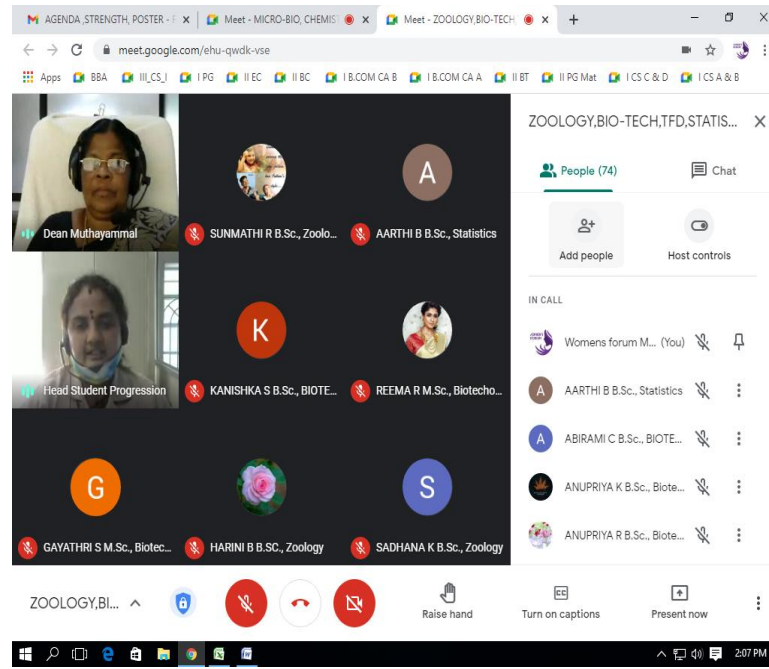 AGENDA ,STRENGTH, POSTER - F
Meet - MICRO-BIO, CHEMIS
Meet - ZOOLOGY,BIO-TECH
meet.google.com/ehu-qwdk-vse
Apps BBA III_CS_I I PG II EC II BC I B.COM CA B I B.COM CA A II BT II PG Mat I CS C & D I CS A & B
ZOOLOGY,BIO-TECH,TFD,STATIS...
People (74) Chat
Add people Host controls
IN CALL
Womens forum M... (You)
A AARTHI B B.Sc., Statistics
A ABIRAMI C B.Sc., BIOTE...
ANUPRIYA K B.Sc., Biote...
ANUPRIYA R B.Sc., Biote...
Dean Muthayammal
SUNMATHI R B.Sc., Zoolo...
A
AARTHI B B.Sc., Statistics
Head Student Progression
K
KANISHKA S B.Sc., BIOTE...
REEMA R M.Sc., Biotecho...
G
GAYATHRI S M.Sc., Biotec...
HARINI B B.SC., Zoology
S
SADHANA K B.Sc., Zoology
ZOOLOGY,BI...
Raise hand
CC
Turn on captions
Present now
2:07 PM